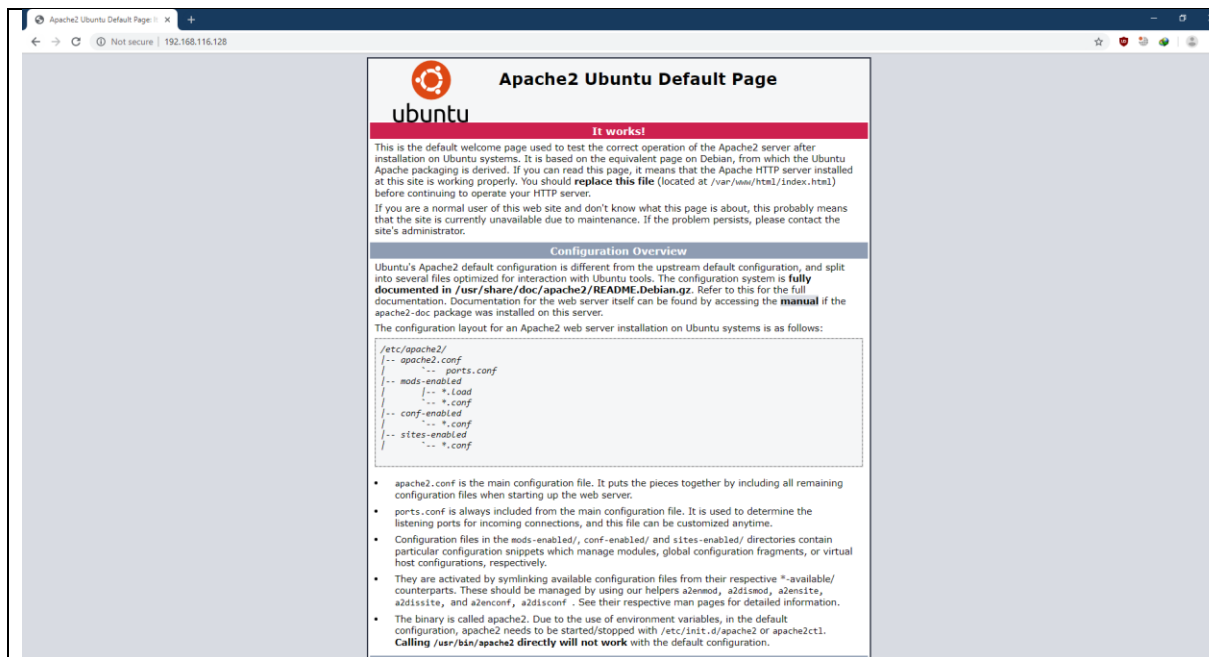 Apache2 Ubuntu Default Page: It
Not secure | 192.168.116.128
ubuntu
Apache2 Ubuntu Default Page
It works!
This is the default welcome page used to test the correct operation of the Apache2 server after
installation on Ubuntu systems. It is based on the equivalent page on Debian, from which the Ubuntu
Apache packaging is derived. If you can read this page, it means that the Apache HTTP server installed
at this site is working properly. You should replace this file (located at /var/www/html/index.html)
before continuing to operate your HTTP server.
If you are a normal user of this web site and don't know what this page is about, this probably means
that the site is currently unavailable due to maintenance. If the problem persists, please contact the
site's administrator.
Configuration Overview
Ubuntu's Apache2 default configuration is different from the upstream default configuration, and split
into several files optimized for interaction with Ubuntu tools. The configuration system is fully
documented in /usr/share/doc/apache2/README.Debian.gz. Refer to this for the full
documentation. Documentation for the web server itself can be found by accessing the manual if the
apache2-doc package was installed on this server.
The configuration layout for an Apache2 web server installation on Ubuntu systems is as follows:
/etc/apache2/
|-- apache2.conf
|       `--  ports.conf
|-- mods-enabled
|       |-- *.load
|       `-- *.conf
|-- conf-enabled
|       `-- *.conf
|-- sites-enabled
|       `-- *.conf
• apache2.conf is the main configuration file. It puts the pieces together by including all remaining
configuration files when starting up the web server.
• ports.conf is always included from the main configuration file. It is used to determine the
listening ports for incoming connections, and this file can be customized anytime.
• Configuration files in the mods-enabled/, conf-enabled/ and sites-enabled/ directories contain
particular configuration snippets which manage modules, global configuration fragments, or virtual
host configurations, respectively.
• They are activated by symlinking available configuration files from their respective *-available/
counterparts. These should be managed by using our helpers a2enmod, a2dismod, a2ensite,
a2dissite, and a2enconf, a2disconf . See their respective man pages for detailed information.
• The binary is called apache2. Due to the use of environment variables, in the default
configuration, apache2 needs to be started/stopped with /etc/init.d/apache2 or apache2ctl.
Calling /usr/bin/apache2 directly will not work with the default configuration.